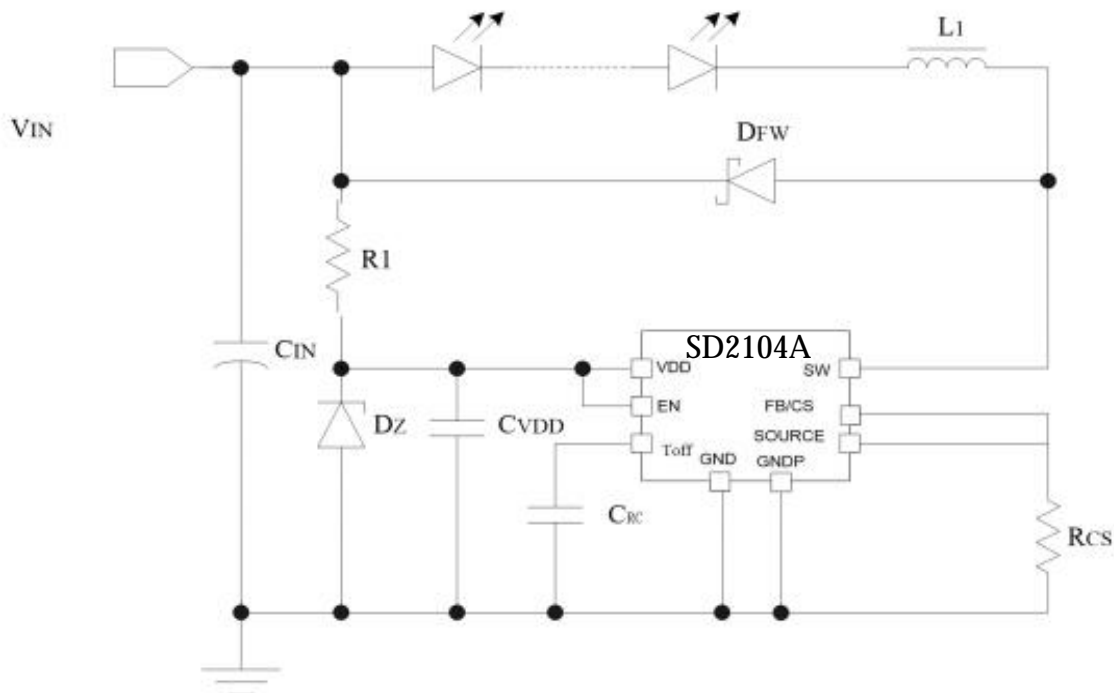 L1
VIN
DFW
R1
SD2104A
CIN
VDD
SW
EN
FB/CS
DZ
CVDD
SOURCE
Toff
GND
GNDP
CRC
RCS